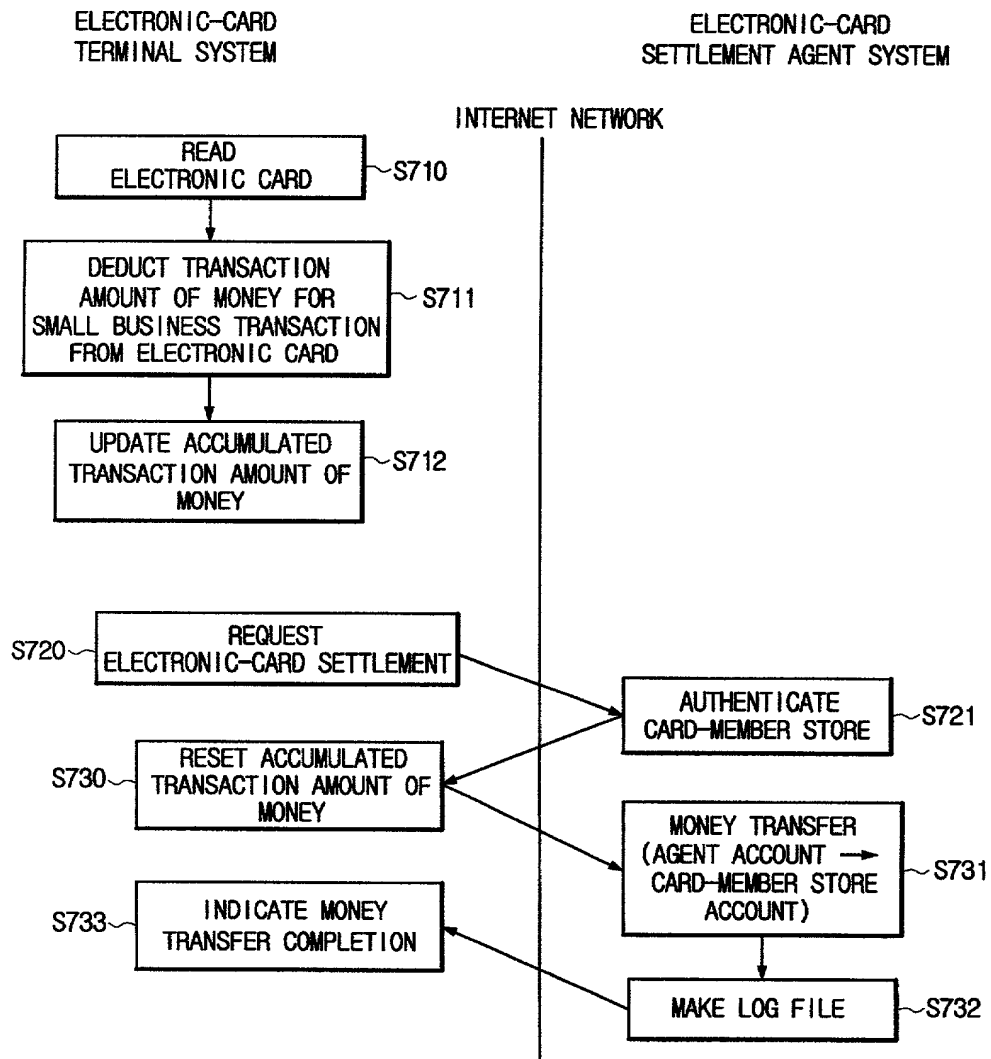 ELECTRONIC-CARD
TERMINAL SYSTEM
ELECTRONIC-CARD
SETTLEMENT AGENT SYSTEM
INTERNET NETWORK
READ
ELECTRONIC CARD
S710
DEDUCT TRANSACTION
AMOUNT OF MONEY FOR
SMALL BUSINESS TRANSACTION
FROM ELECTRONIC CARD
S711
UPDATE ACCUMULATED
TRANSACTION AMOUNT OF
MONEY
S712
S720
REQUEST
ELECTRONIC-CARD SETTLEMENT
AUTHENTICATE
CARD-MEMBER STORE
S721
S730
RESET ACCUMULATED
TRANSACTION AMOUNT OF
MONEY
MONEY TRANSFER
(AGENT ACCOUNT →
CARD-MEMBER STORE
ACCOUNT)
S731
S733
INDICATE MONEY
TRANSFER COMPLETION
MAKE LOG FILE
S732